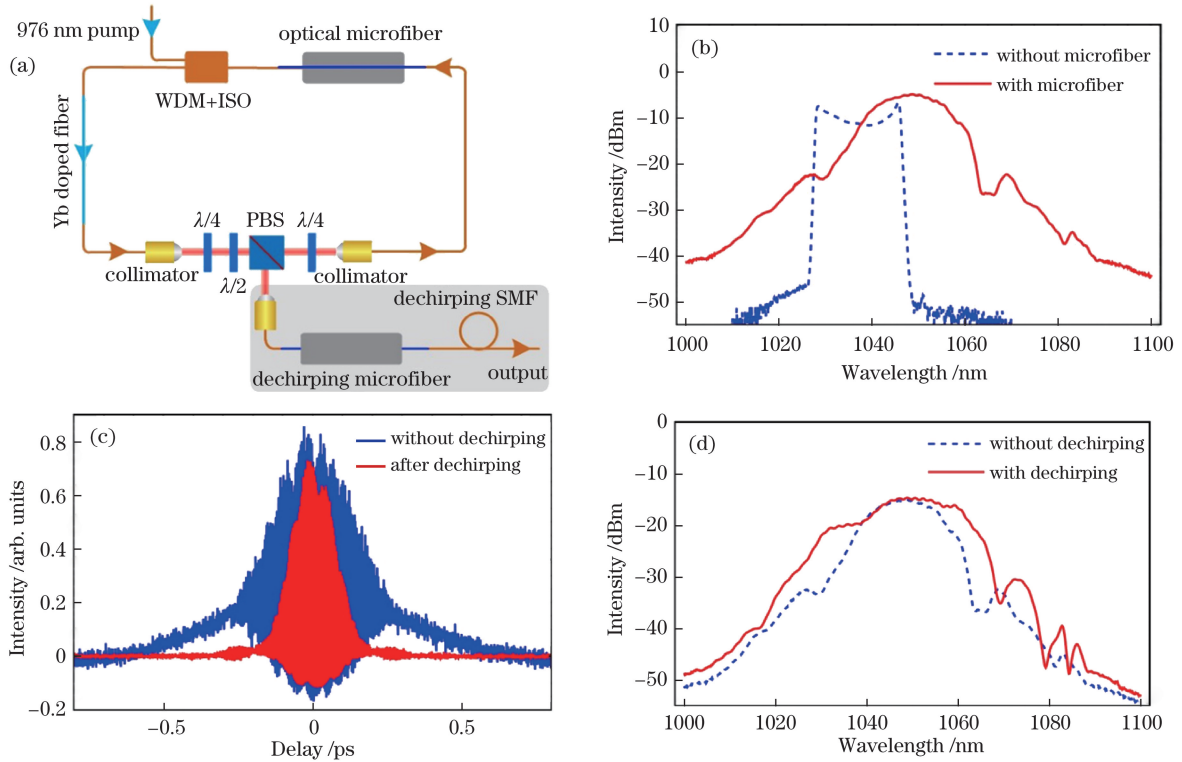 (a)
976 nm pump
optical microfiber
WDM+ISO
Yb doped fiber
λ/4
PBS
λ/4
collimator
λ/2
collimator
dechirping SMF
dechirping microfiber
output
(b)
without microfiber
with microfiber
10
0
−10
−20
−30
−40
−50
Intensity /dBm
1000
1020
1040
1060
1080
1100
Wavelength /nm
(c)
without dechirping
after dechirping
0.8
0.6
0.4
0.2
0
−0.2
Intensity /arb. units
−0.5
0
0.5
Delay /ps
(d)
without dechirping
with dechirping
0
−10
−20
−30
−40
−50
Intensity /dBm
1000
1020
1040
1060
1080
1100
Wavelength /nm